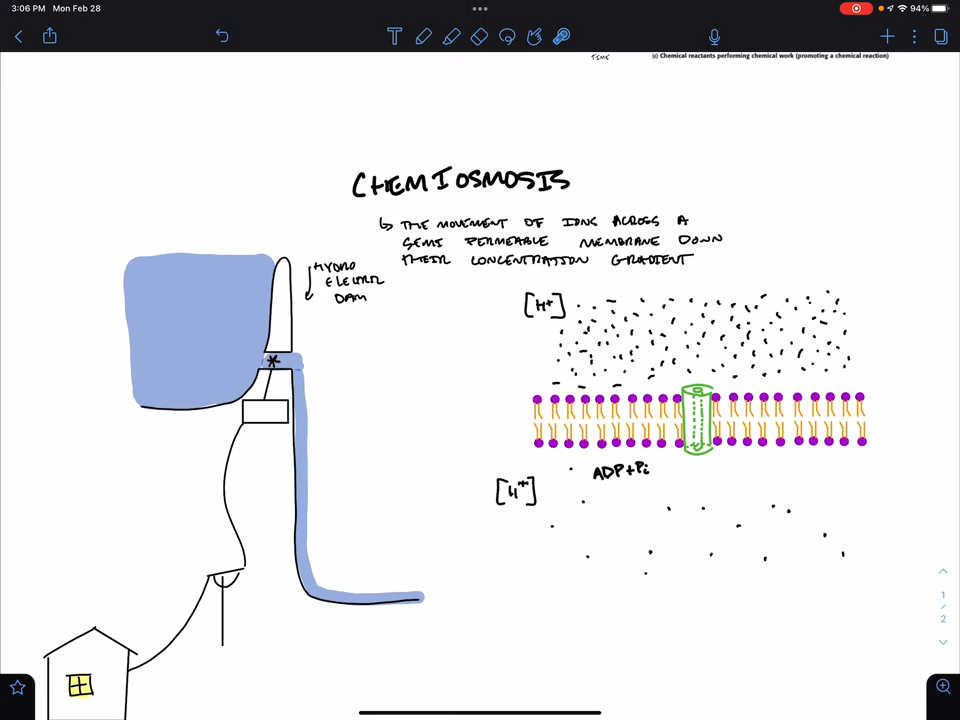 3:06 PM Mon Feb 28
94%
TIME
(c) Chemical reactants performing chemical work (promoting a chemical reaction)
CHEMIOSMOSIS
↳ THE MOVEMENT OF IONS ACROSS A
SEMI PERMEABLE MEMBRANE DOWN
THEIR CONCENTRATION GRADIENT
HYDRO
ELECTRIC
DAM
[H+]
*
ADP+Pi
[H+]
1
/
2